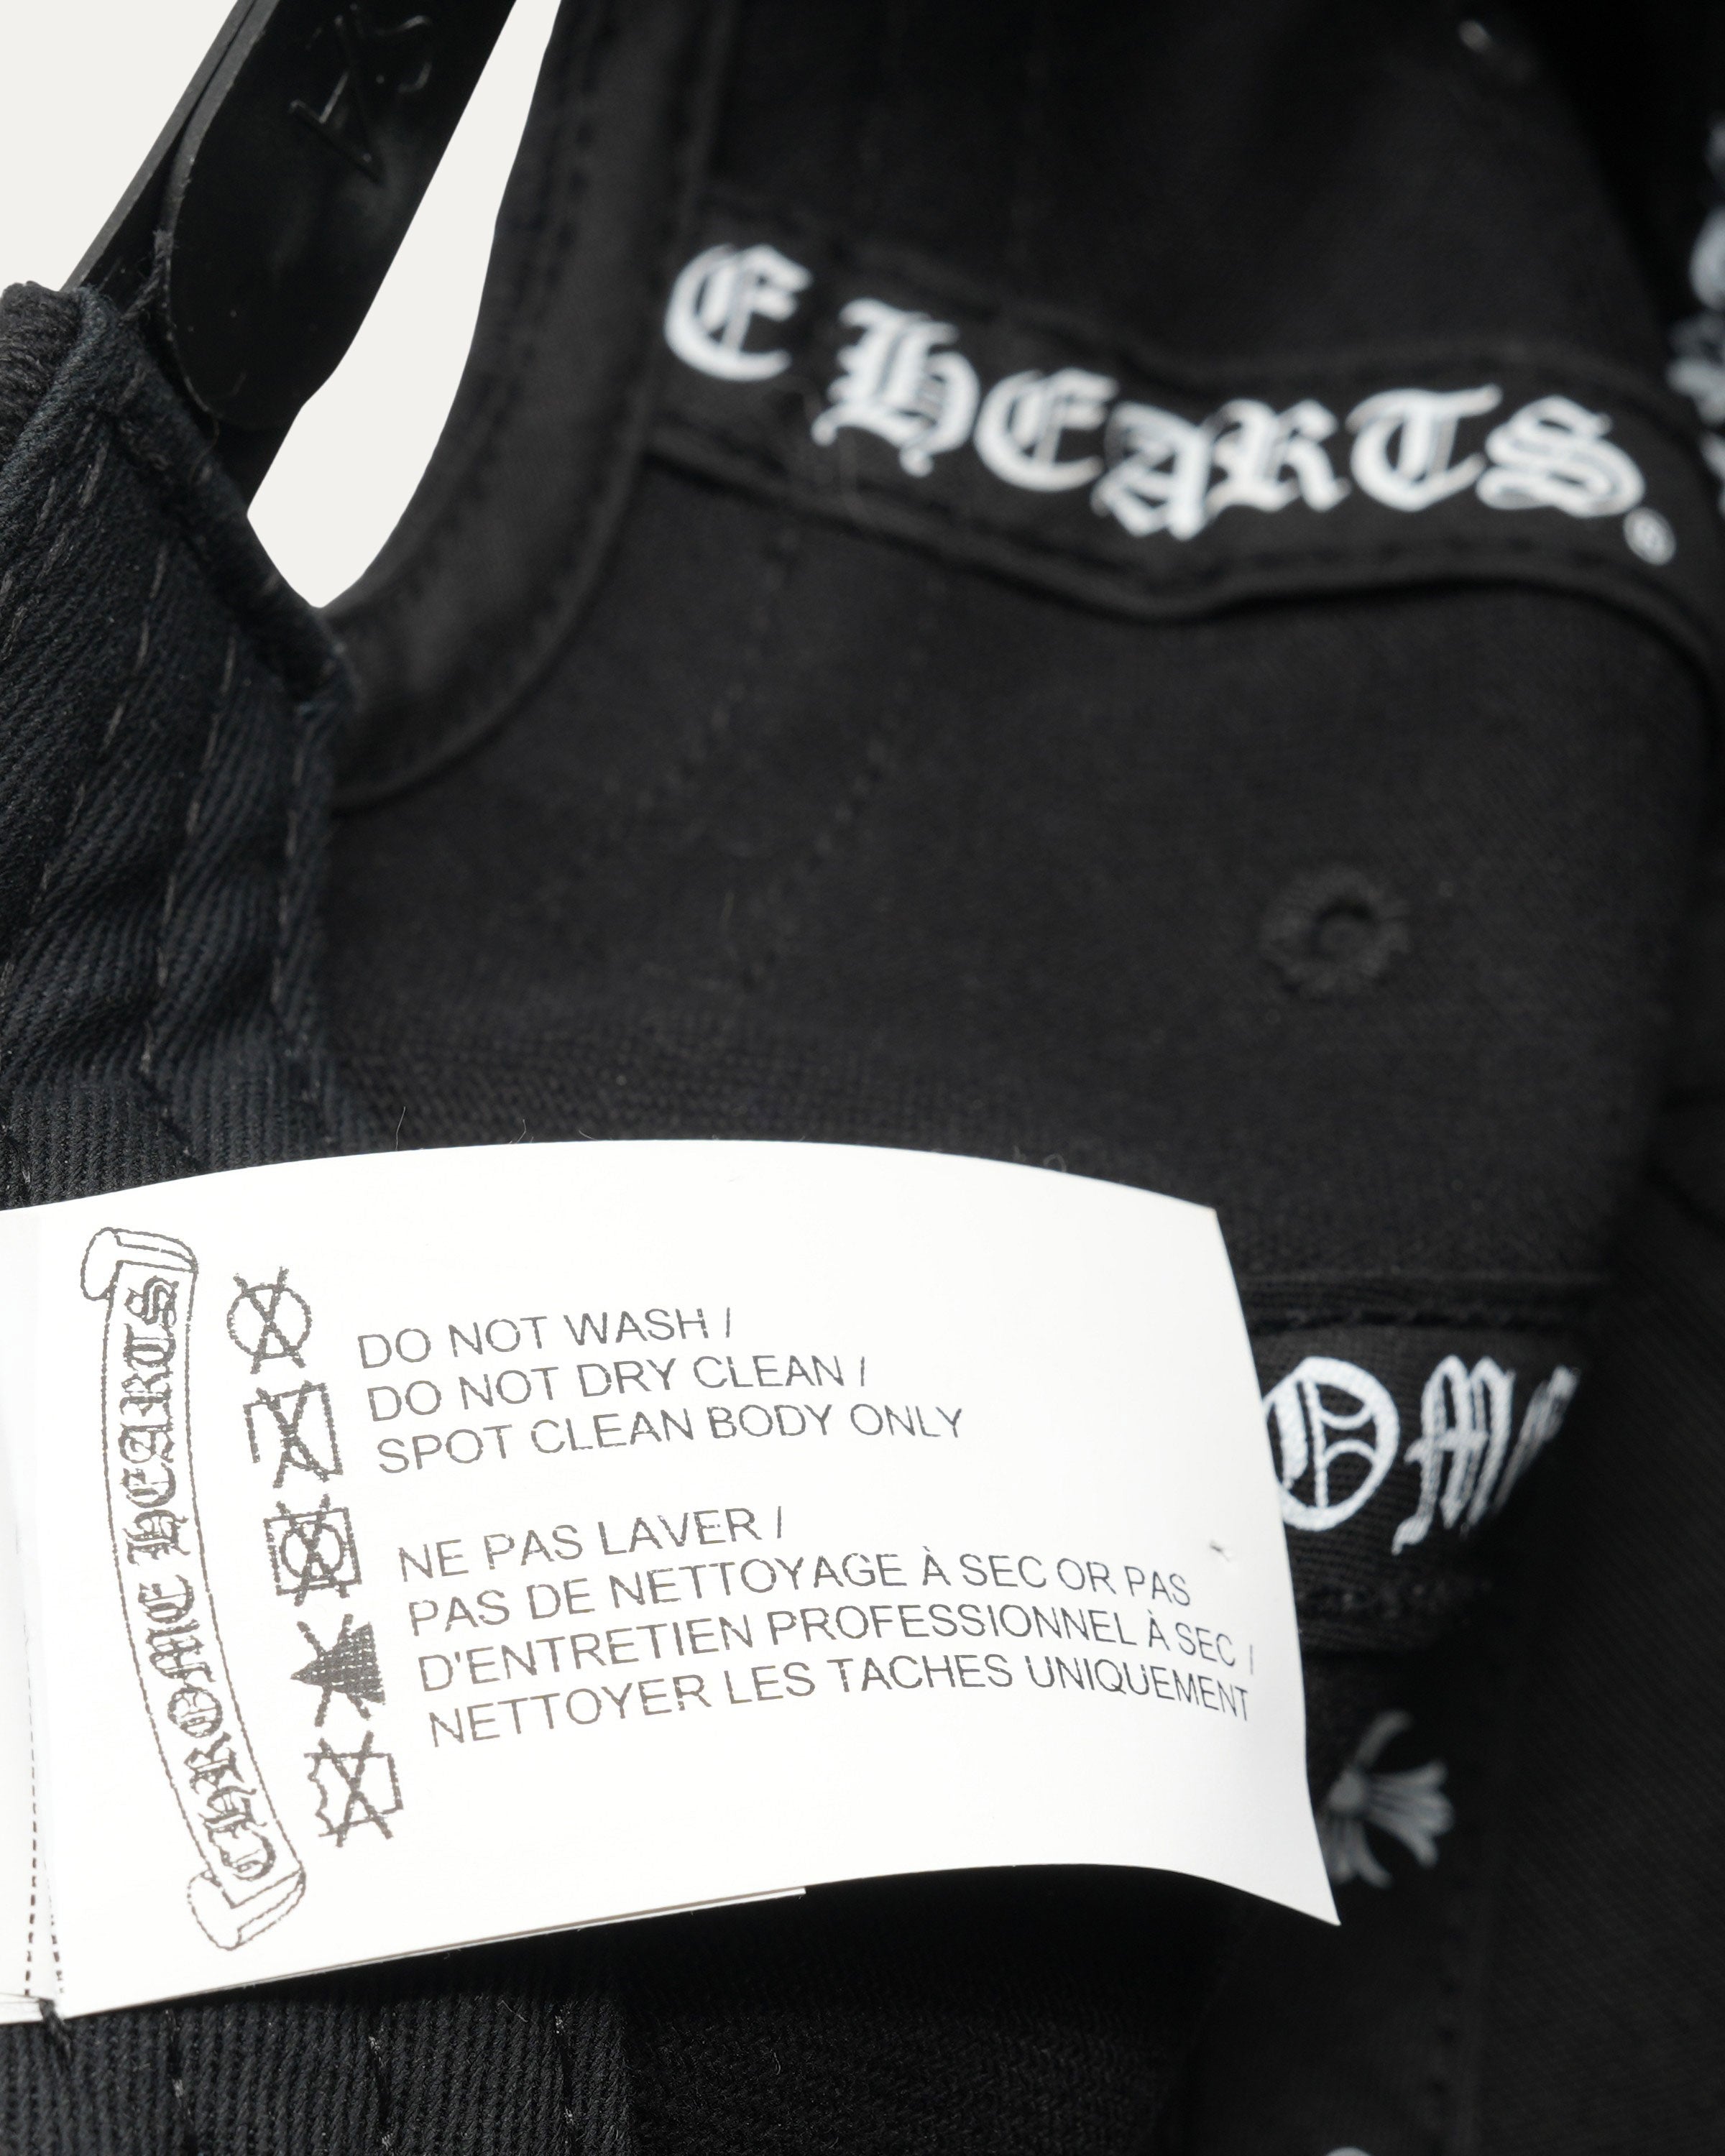 E HEARTS®
CHROME HEARTS
DO NOT WASH /
DO NOT DRY CLEAN /
SPOT CLEAN BODY ONLY
NE PAS LAVER /
PAS DE NETTOYAGE À SEC OR PAS
D'ENTRETIEN PROFESSIONNEL À SEC /
NETTOYER LES TACHES UNIQUEMENT
OM